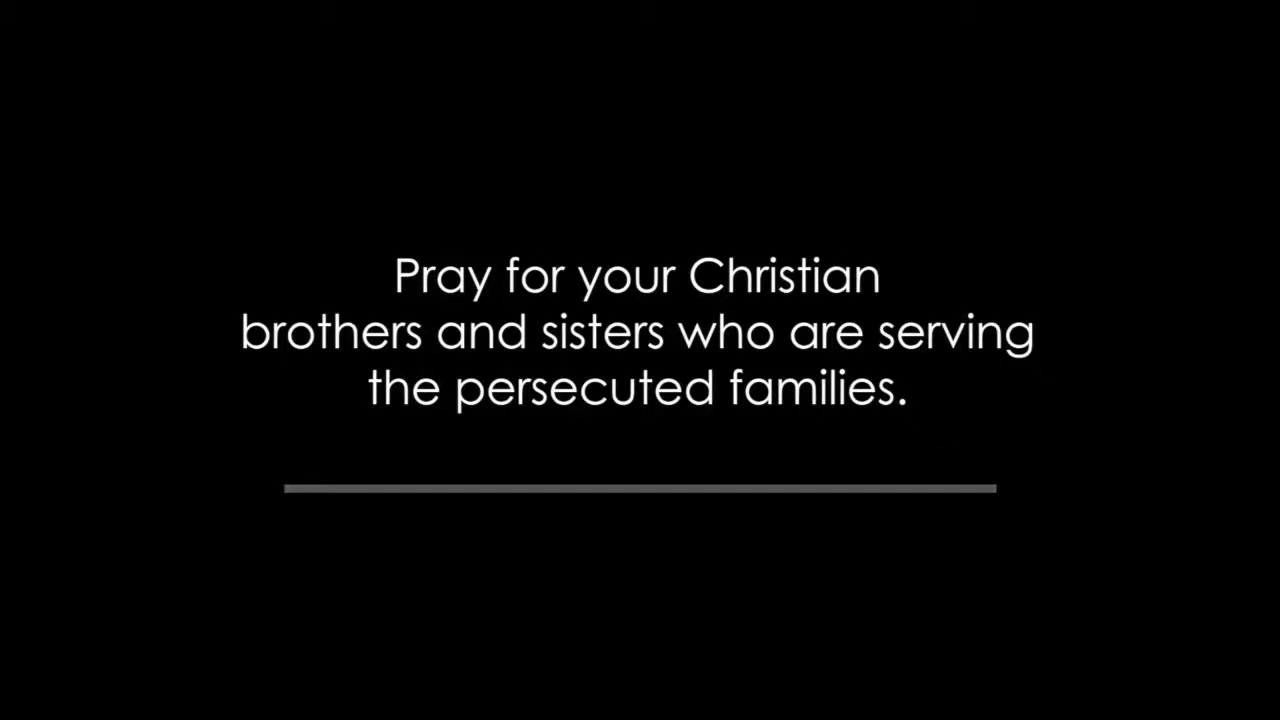 Pray for your Christian
brothers and sisters who are serving
the persecuted families.